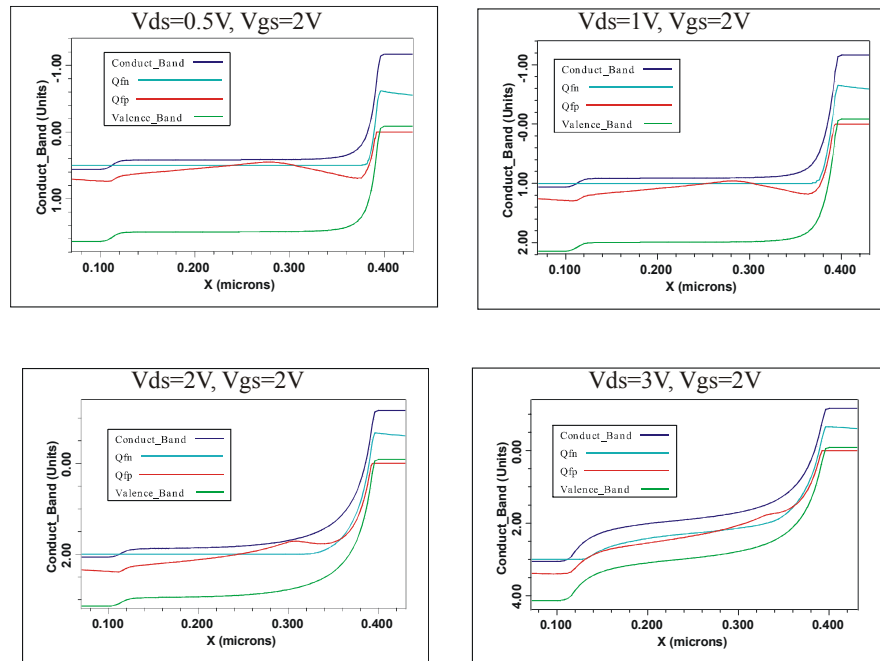 Vds=0.5V, Vgs=2V
Conduct_Band
Qfn
Qfp
Valence_Band
Conduct_Band (Units)
-1.00
0.00
1.00
0.100
0.200
0.300
0.400
X (microns)
Vds=1V, Vgs=2V
Conduct_Band
Qfn
Qfp
Valence_Band
Conduct_Band (Units)
-1.00
-0.00
1.00
2.00
0.100
0.200
0.300
0.400
X (microns)
Vds=2V, Vgs=2V
Conduct_Band
Qfn
Qfp
Valence_Band
Conduct_Band (Units)
0.00
2.00
0.100
0.200
0.300
0.400
X (microns)
Vds=3V, Vgs=2V
Conduct_Band
Qfn
Qfp
Valence_Band
Conduct_Band (Units)
0.00
2.00
4.00
0.100
0.200
0.300
0.400
X (microns)